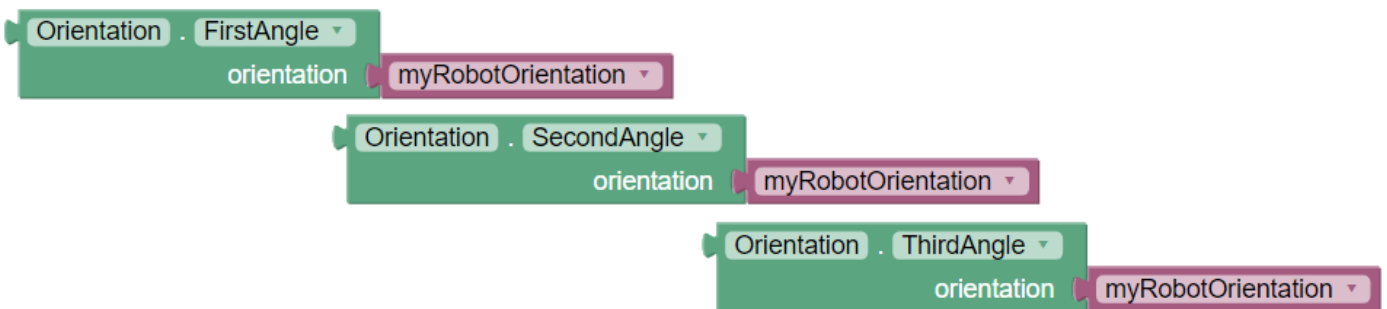 Orientation . FirstAngle
orientation myRobotOrientation
Orientation . SecondAngle
orientation myRobotOrientation
Orientation . ThirdAngle
orientation myRobotOrientation